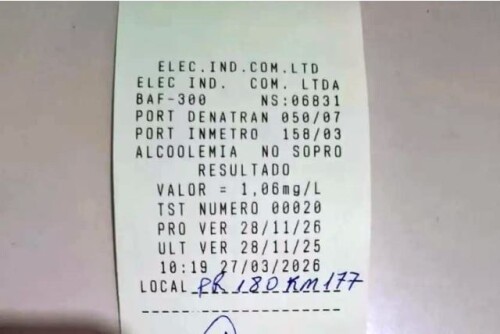 ELEC.IND.COM.LTD
ELEC IND. COM. LTDA
BAF-300 NS:06831
PORT DENATRAN 050/07
PORT INMETRO 158/03
ALCOOLEMIA NO SOPRO
RESULTADO
VALOR = 1,06mg/L
TST NUMERO 00020
PRO VER 28/11/26
ULT VER 28/11/25
10:19 27/03/2026
LOCAL PR 180 KM 177